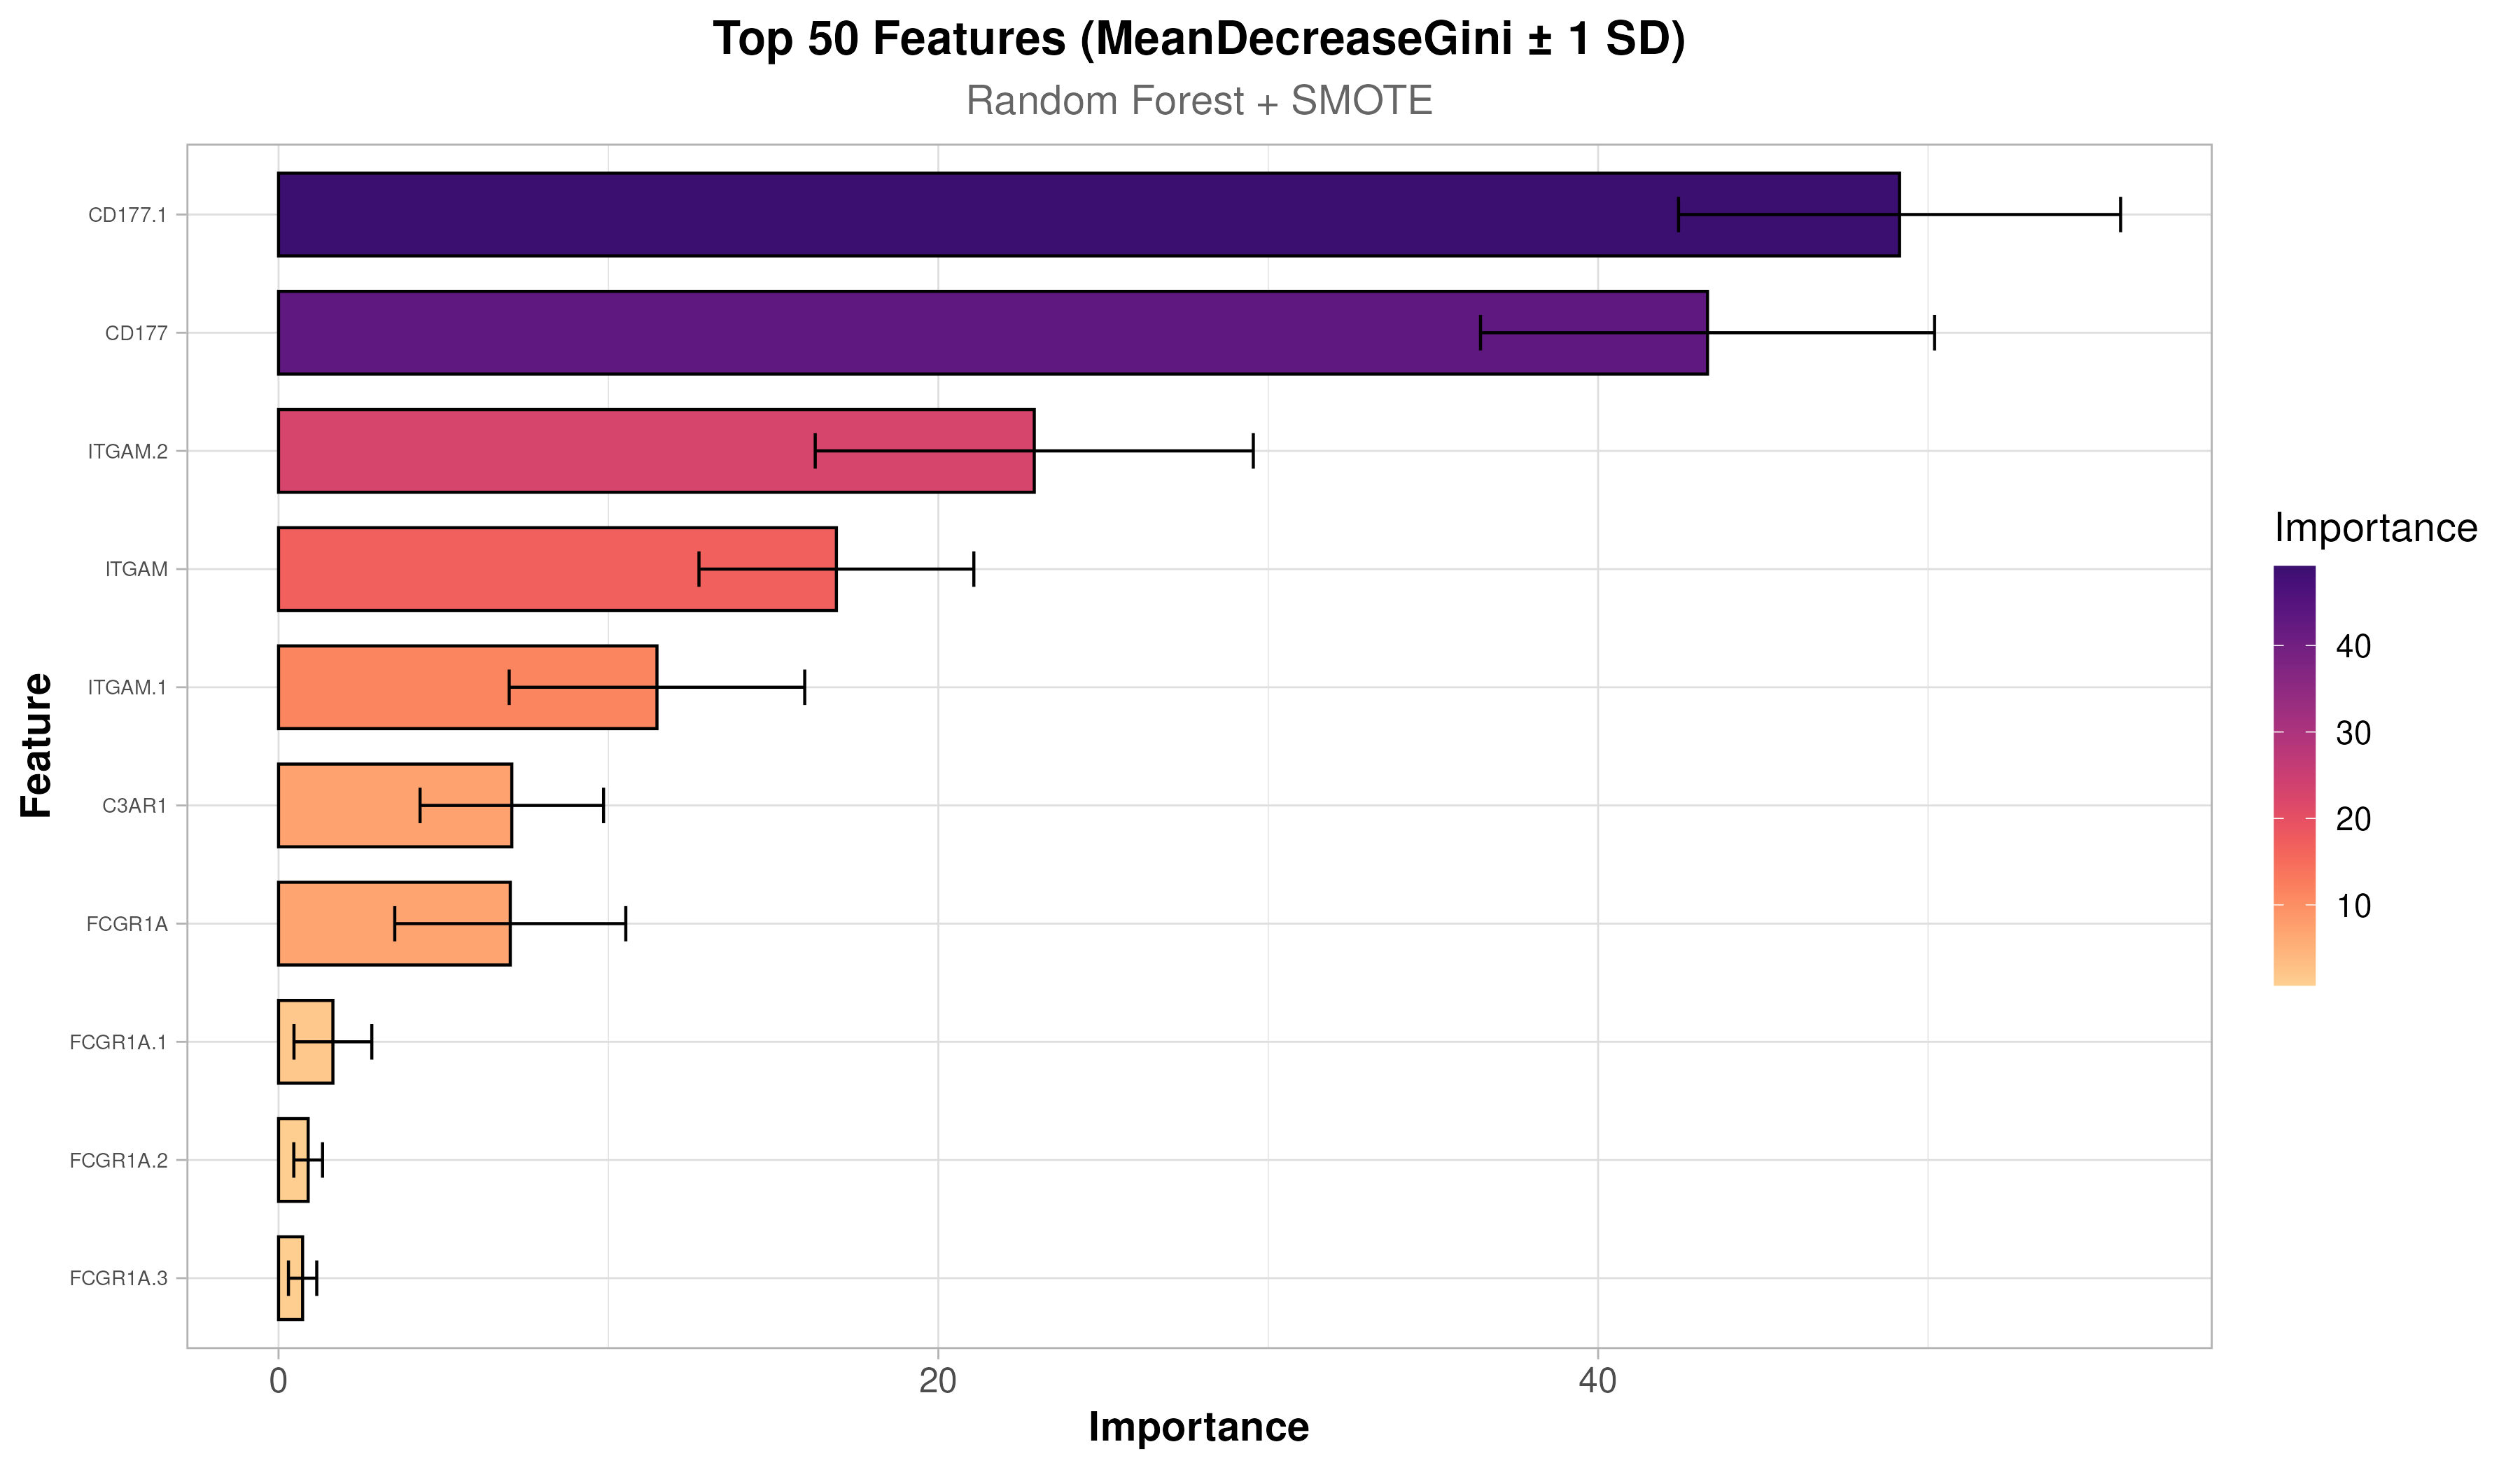 Top 50 Features (MeanDecreaseGini ± 1 SD)
Random Forest + SMOTE
Feature
CD177.1
CD177
ITGAM.2
ITGAM
ITGAM.1
C3AR1
FCGR1A
FCGR1A.1
FCGR1A.2
FCGR1A.3
0
20
40
Importance
Importance
40
30
20
10